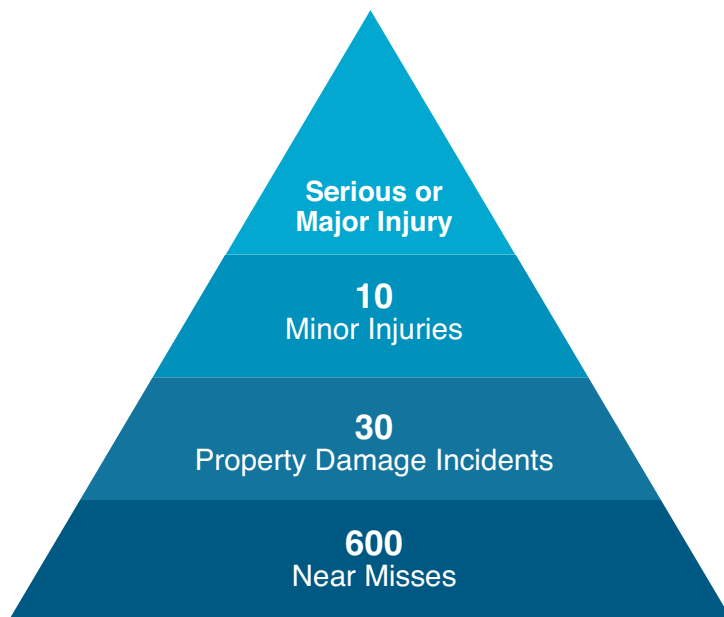 Serious or
Major Injury
10
Minor Injuries
30
Property Damage Incidents
600
Near Misses